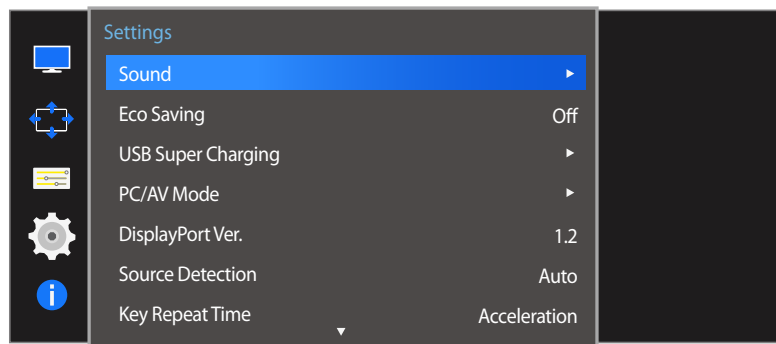 Settings
Sound
Eco Saving Off
USB Super Charging
PC/AV Mode
DisplayPort Ver. 1.2
Source Detection Auto
Key Repeat Time Acceleration